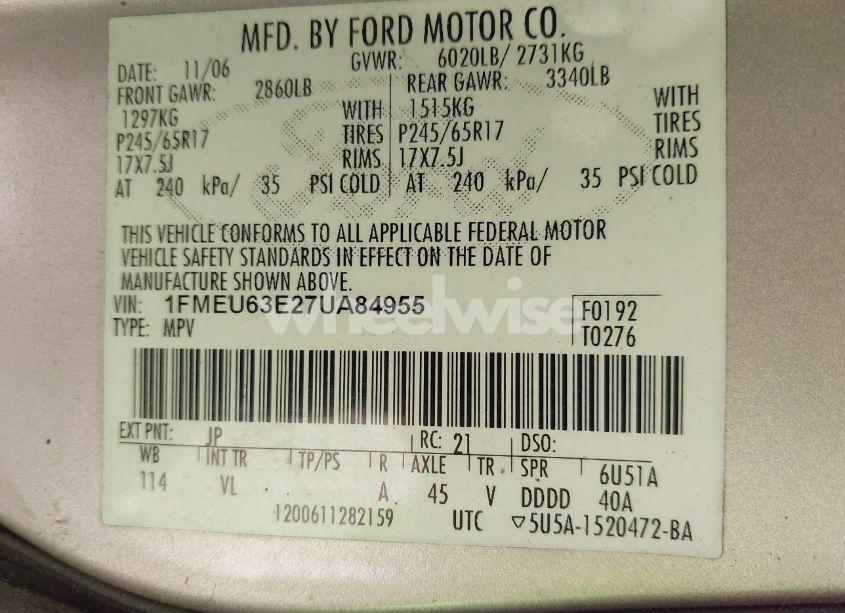 MFD. BY FORD MOTOR CO.
DATE: 11/06 GVWR: 6020LB/ 2731KG
FRONT GAWR: 2860LB REAR GAWR: 3340LB
1297KG WITH 1515KG WITH
P245/65R17 TIRES P245/65R17 TIRES
17X7.5J RIMS 17X7.5J RIMS
AT 240 kPa/ 35 PSI COLD AT 240 kPa/ 35 PSI COLD
THIS VEHICLE CONFORMS TO ALL APPLICABLE FEDERAL MOTOR
VEHICLE SAFETY STANDARDS IN EFFECT ON THE DATE OF
MANUFACTURE SHOWN ABOVE.
VIN: 1FMEU63E27UA84955 F0192
TYPE: MPV T0276
wheelwise
EXT PNT: JP RC: 21 DSO:
WB INT TR TP/PS R AXLE TR. SPR 6U51A
114 VL A 45 V DDDD 40A
1200611282159 UTC ▽5U5A-1520472-BA